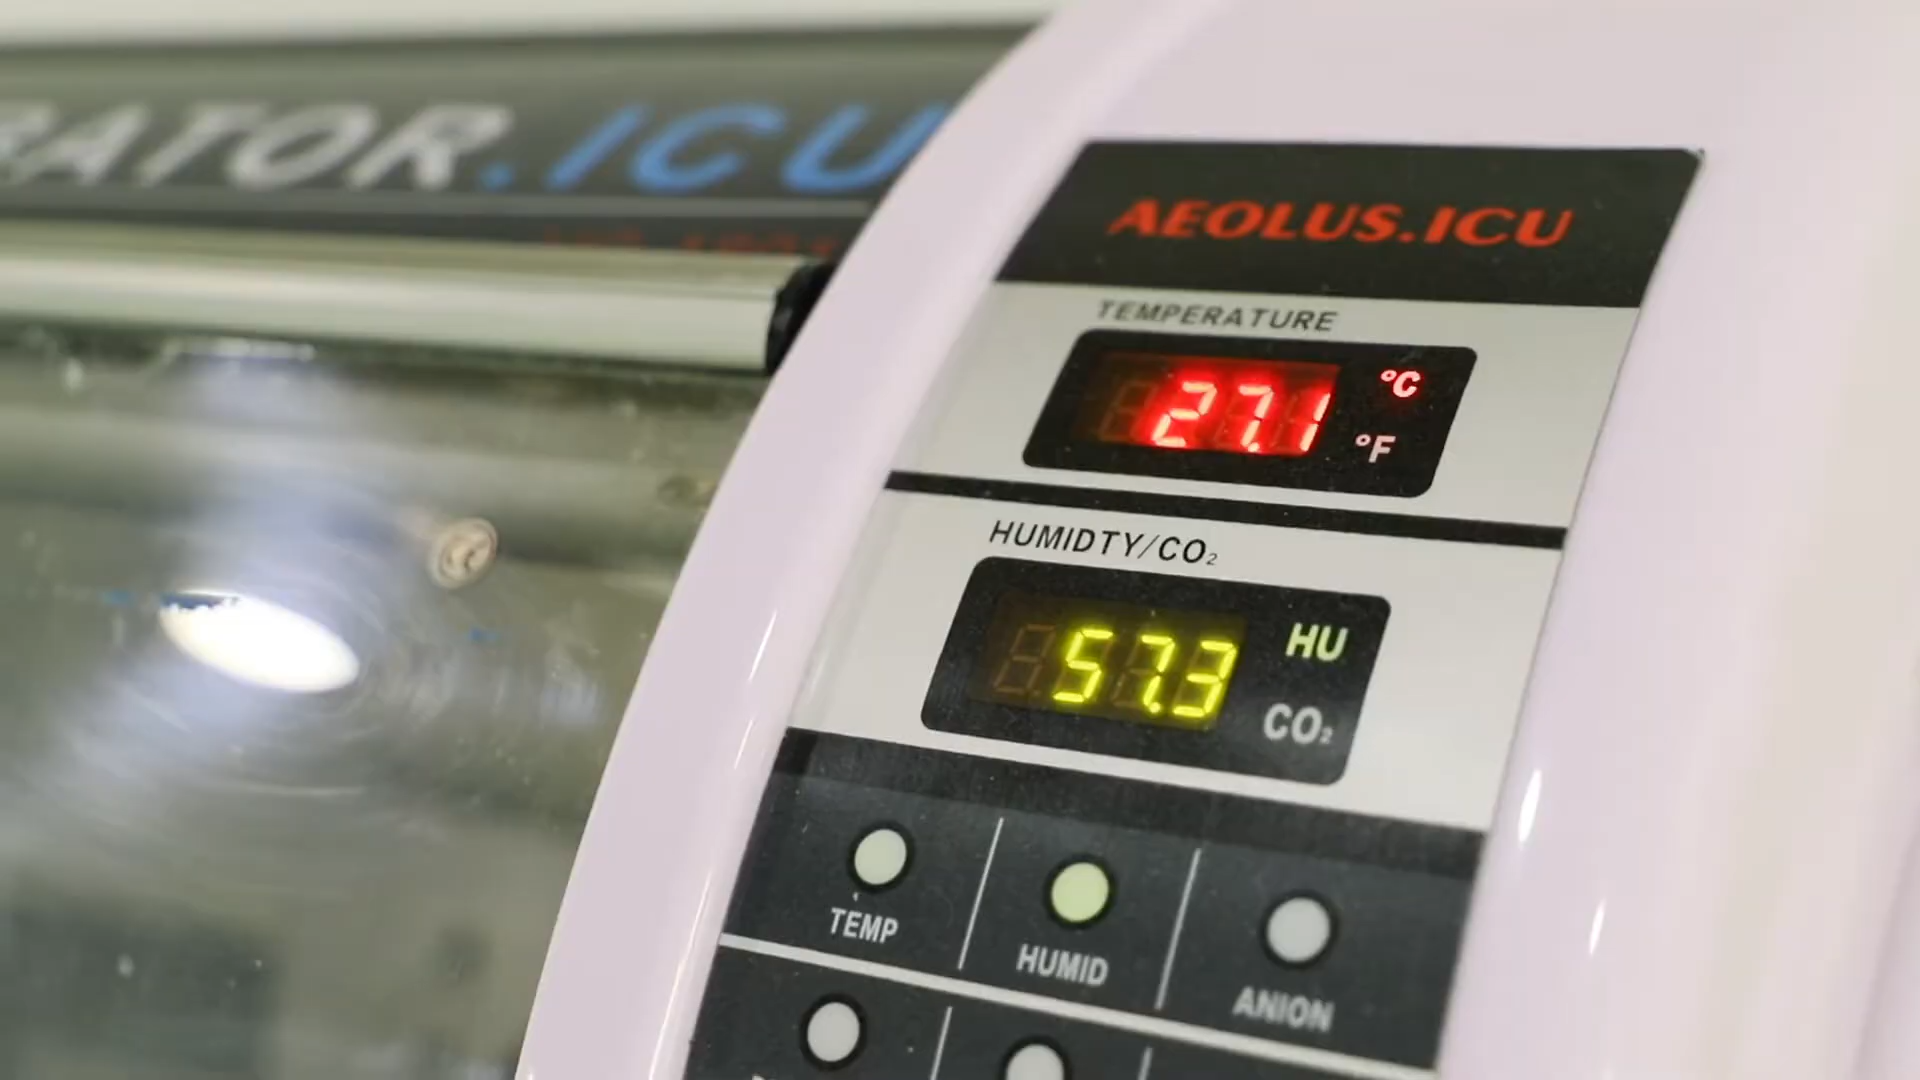 RATOR.ICU
AEOLUS.ICU
TEMPERATURE
27.1
°C
°F
HUMIDTY/CO₂
57.3
HU
CO₂
TEMP
HUMID
ANION